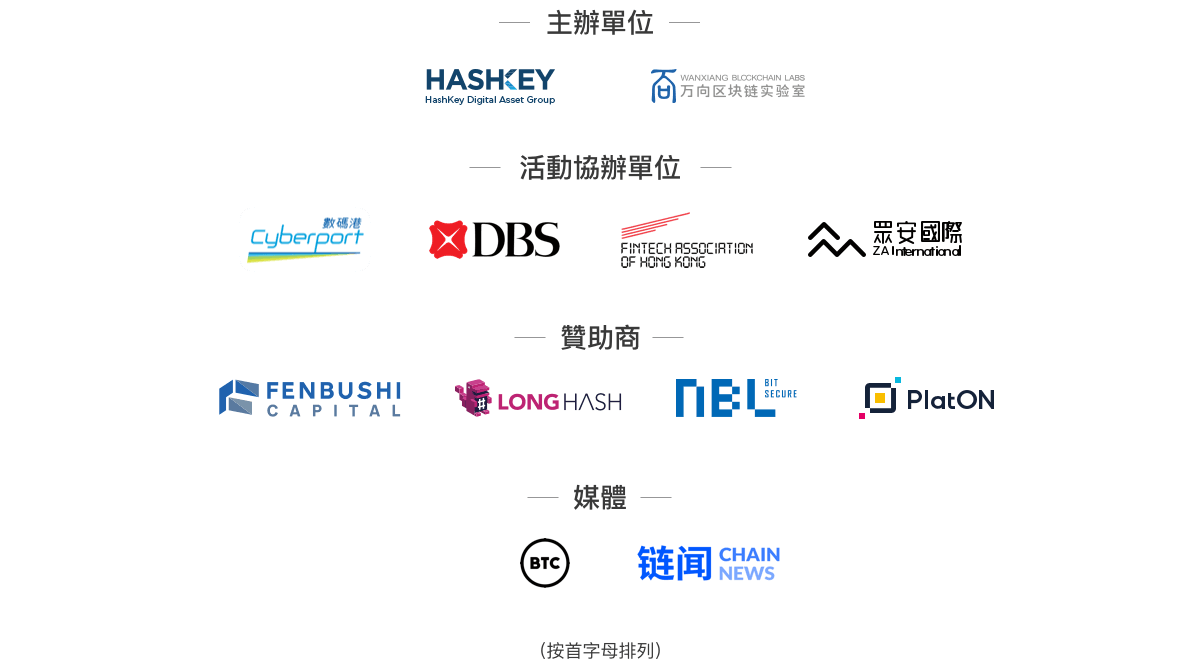 主辦單位
HASHKEY
HashKey Digital Asset Group
WANXIANG BLOCKCHAIN LABS
万向区块链实验室
活動協辦單位
數碼港
Cyberport
DBS
FINTECH ASSOCIATION
OF HONG KONG
眾安國際
ZA International
贊助商
FENBUSHI
CAPITAL
LONGHASH
NBL
BIT
SECURE
PlatON
媒體
BTC
链闻
CHAIN
NEWS
（按首字母排列）